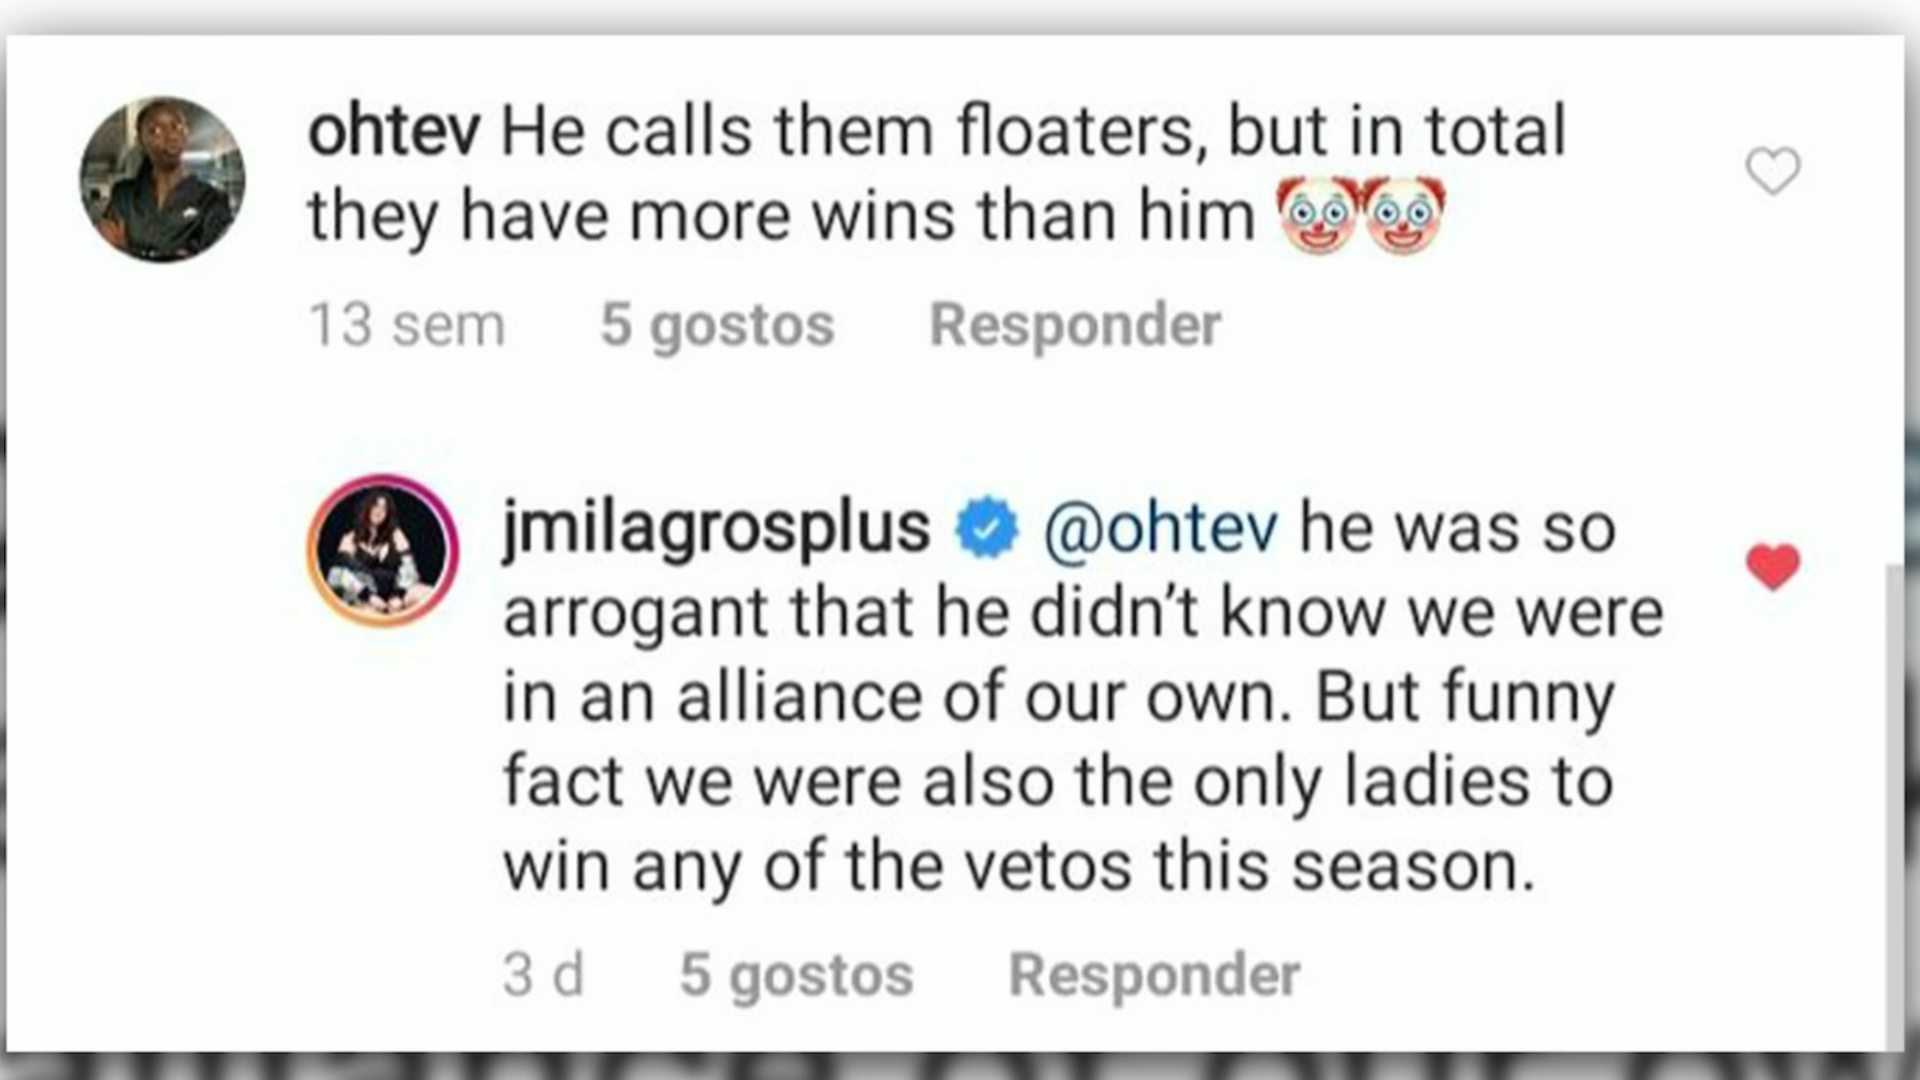 ohtev He calls them floaters, but in total
they have more wins than him 🤡🤡
13 sem 5 gostos Responder
jmilagrosplus @ohtev he was so
arrogant that he didn’t know we were
in an alliance of our own. But funny
fact we were also the only ladies to
win any of the vetos this season.
3 d 5 gostos Responder